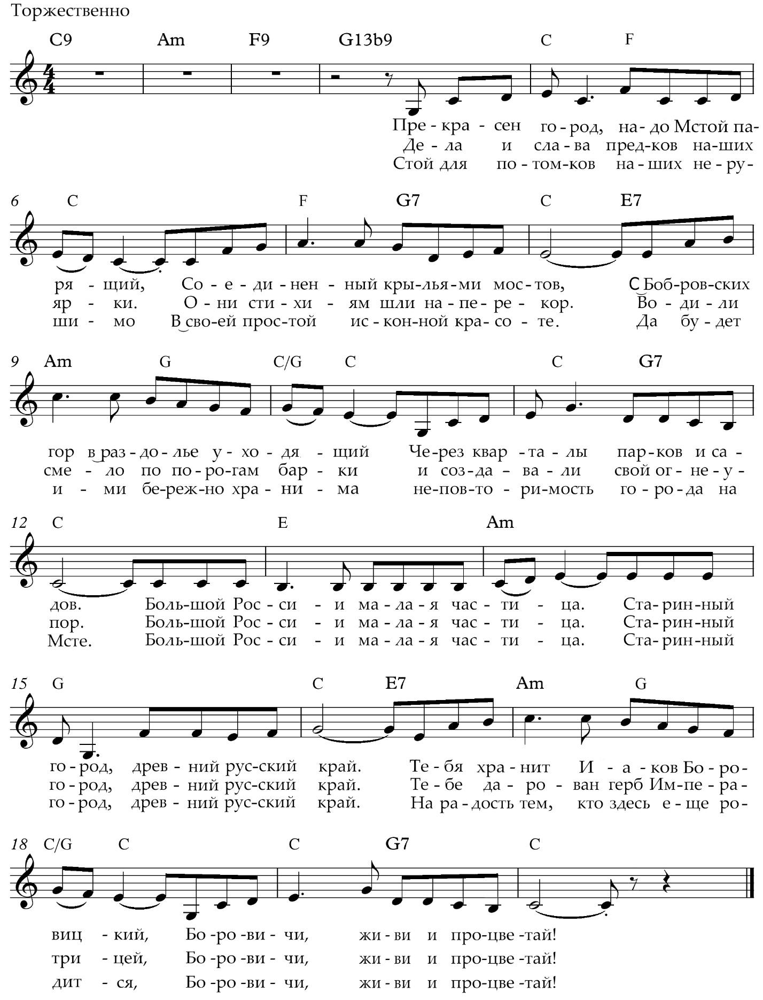 Торжественно
C9 Am F9 G13b9 C F
4
4
Пре - кра - сен го - род, на - до Мстой па-
Де - ла и сла - ва пред-ков на-ших
Стой для по - том-ков на - ших не - ру -
6 C F G7 C E7
ря - щий, Со - е - ди - нен - ный кры-лья-ми мос - тов, С Боб-ров-ских
яр - ки. О - ни сти - хи - ям шли на - пе - ре - кор. Во - ди - ли
ши - мо В сво-ей прос-той ис - кон-ной кра - со - те. Да бу - дет
9 Am G C/G C C G7
гор в раз - до - лье у - хо - дя - щий Че-рез квар - та - лы пар-ков и са -
сме - ло по по - ро-гам бар - ки и соз-да - ва - ли свой ог - не - у -
и - ми бе-реж-но хра - ни - ма не-пов-то - ри-мость го - ро - да на
12 C E Am
дов. Боль-шой Рос - си - и ма - ла - я час - ти - ца. Ста-рин-ный
пор. Боль-шой Рос - си - и ма - ла - я час - ти - ца. Ста-рин-ный
Мсте. Боль-шой Рос - си - и ма - ла - я час - ти - ца. Ста-рин-ный
15 G C E7 Am G
го - род, древ - ний рус-ский край. Те - бя хра - нит И - а - ков Бо - ро -
го - род, древ - ний рус-ский край. Те - бе да - ро - ван герб Им-пе - ра -
го - род, древ - ний рус-ский край. На ра - дость тем, кто здесь е - ще ро -
18 C/G C C G7 C
виц - кий, Бо -ро -ви - чи, жи - ви и про-цве -тай!
три - цей, Бо -ро -ви - чи, жи - ви и про-цве -тай!
дит - ся, Бо -ро -ви - чи, жи - ви и про-цве -тай!